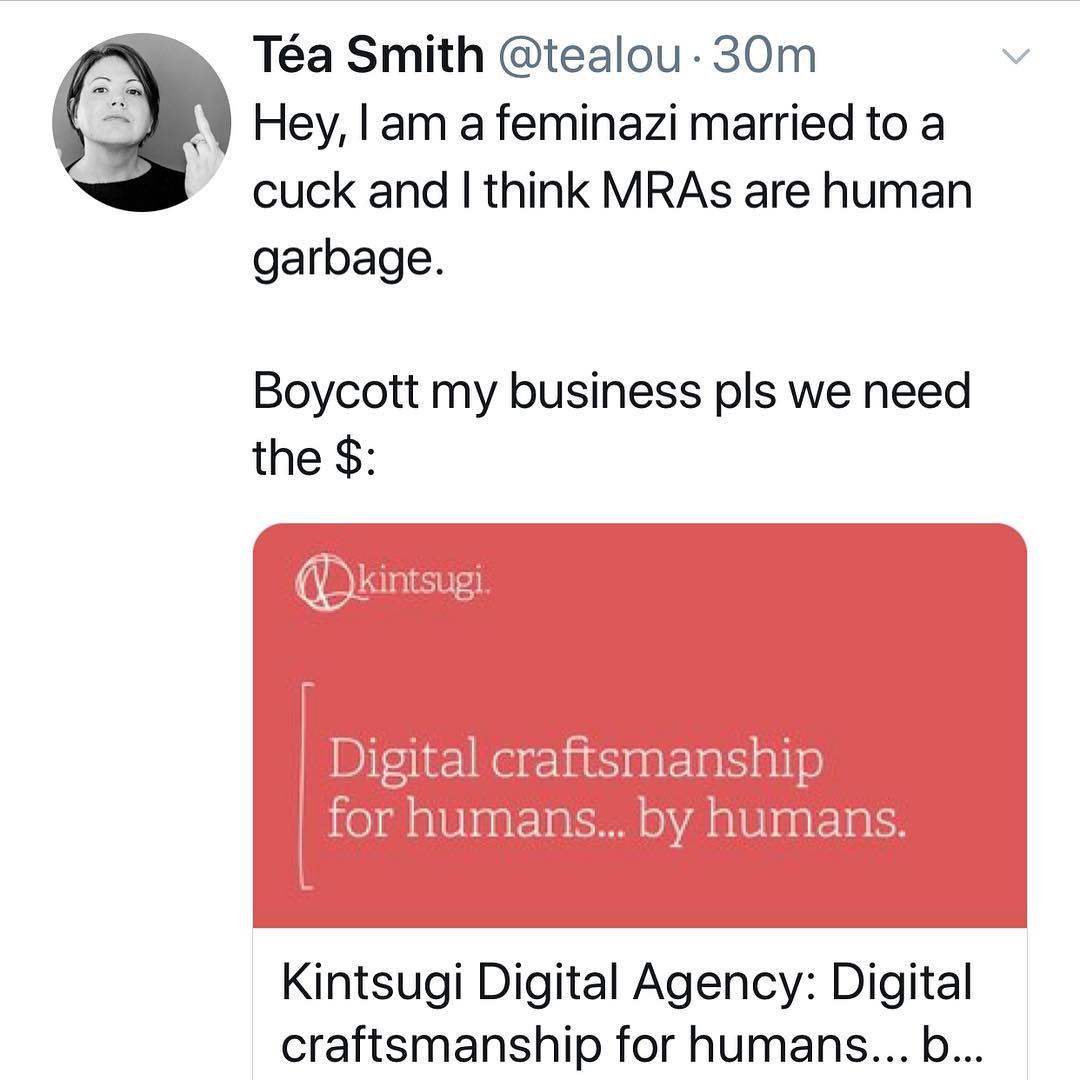 Téa Smith @tealou · 30m
Hey, I am a feminazi married to a
cuck and I think MRAs are human
garbage.
Boycott my business pls we need
the $:
kintsugi.
Digital craftsmanship
for humans... by humans.
Kintsugi Digital Agency: Digital
craftsmanship for humans... b...